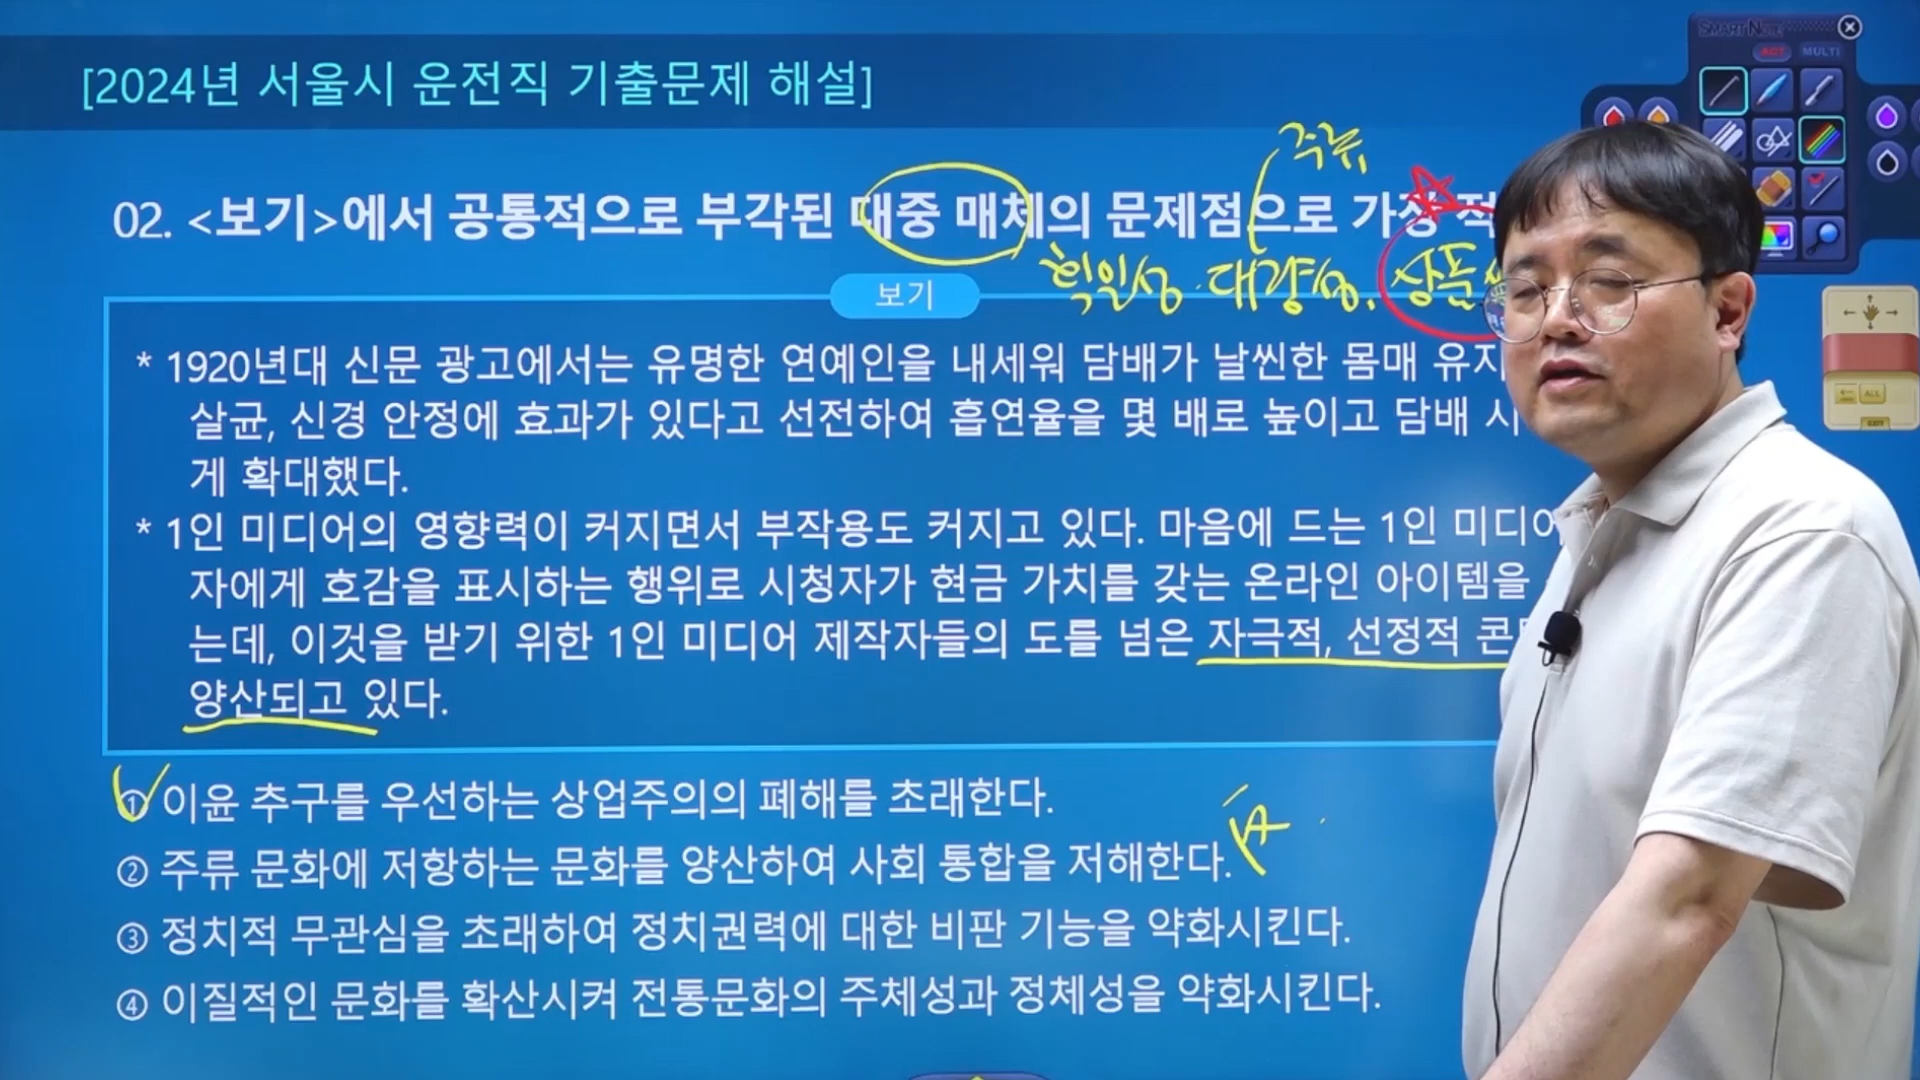 SMART NOTE
ACT MULTI
[2024년 서울시 운전직 기출문제 해설]
주류,
02. <보기>에서 공통적으로 부각된 대중 매체의 문제점으로 가장 적
획일성. 대량성. 상품
보기
* 1920년대 신문 광고에서는 유명한 연예인을 내세워 담배가 날씬한 몸매 유지
살균, 신경 안정에 효과가 있다고 선전하여 흡연율을 몇 배로 높이고 담배 시
게 확대했다.
* 1인 미디어의 영향력이 커지면서 부작용도 커지고 있다. 마음에 드는 1인 미디어
자에게 호감을 표시하는 행위로 시청자가 현금 가치를 갖는 온라인 아이템을
는데, 이것을 받기 위한 1인 미디어 제작자들의 도를 넘은 자극적, 선정적 콘
양산되고 있다.
① 이윤 추구를 우선하는 상업주의의 폐해를 초래한다.
② 주류 문화에 저항하는 문화를 양산하여 사회 통합을 저해한다.
③ 정치적 무관심을 초래하여 정치권력에 대한 비판 기능을 약화시킨다.
④ 이질적인 문화를 확산시켜 전통문화의 주체성과 정체성을 약화시킨다.
ALL